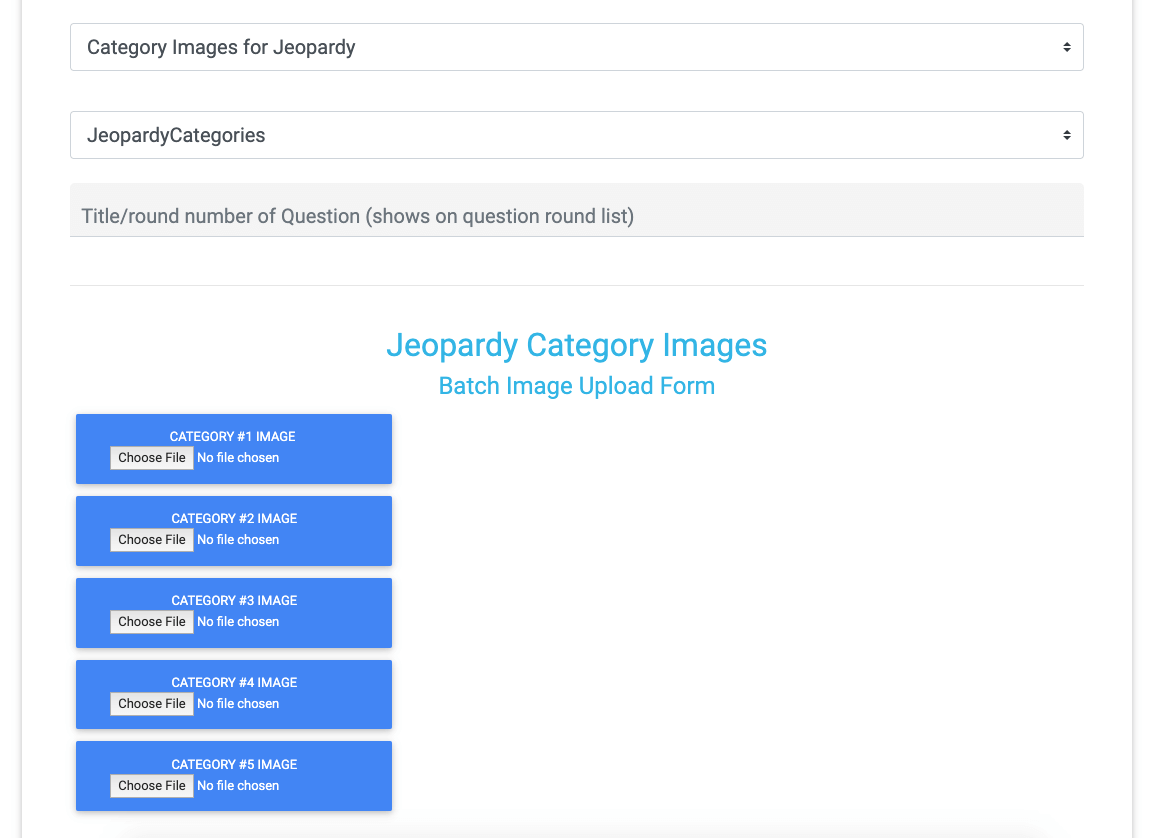 Category Images for Jeopardy
JeopardyCategories
Title/round number of Question (shows on question round list)
Jeopardy Category Images
Batch Image Upload Form
CATEGORY #1 IMAGE
Choose File No file chosen
CATEGORY #2 IMAGE
Choose File No file chosen
CATEGORY #3 IMAGE
Choose File No file chosen
CATEGORY #4 IMAGE
Choose File No file chosen
CATEGORY #5 IMAGE
Choose File No file chosen